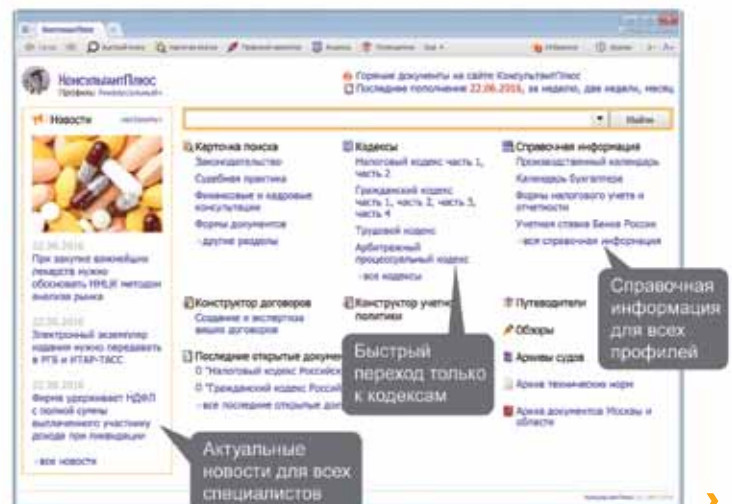 КонсультантПлюс
КонсультантПлюс
Профиль: Универсальный
Горячие документы на сайте КонсультантПлюс
Последнее пополнение 22.06.2016, за неделю, две недели, месяц
Новости
Найти
22.06.2016
При закупке важнейших
лекарств нужно
обосновать НМЦК методом
анализа рынка
22.06.2016
Электронный экземпляр
издания нужно передавать
в РГБ и ИТАР-ТАСС
22.06.2016
Фирма удерживает НДФЛ
с полной суммы
выплаченного участнику
дохода при ликвидации
все новости
Карточка поиска
Законодательство
Судебная практика
Финансовые и кадровые
консультации
Формы документов
другие разделы
Кодексы
Налоговый кодекс часть 1,
часть 2
Гражданский кодекс
часть 1, часть 2, часть 3,
часть 4
Трудовой кодекс
Арбитражный
процессуальный кодекс
все кодексы
Справочная информация
Производственный календарь
Календарь бухгалтера
Формы налогового учета и
отчетности
Учетная ставка Банка России
вся справочная информация
Конструктор договоров
Создание и экспертиза
ваших договоров
Конструктор учетно
политики
Путеводители
Обзоры
Архивы судов
Архив технических норм
Архив документов Москвы и
области
Последние открытые докуме
"Налоговый кодекс Российск
"Гражданский кодекс Россий
все последние открытые до
Справочная
информация
для всех
профилей
Быстрый
переход только
к кодексам
Актуальные
новости для всех
специалистов